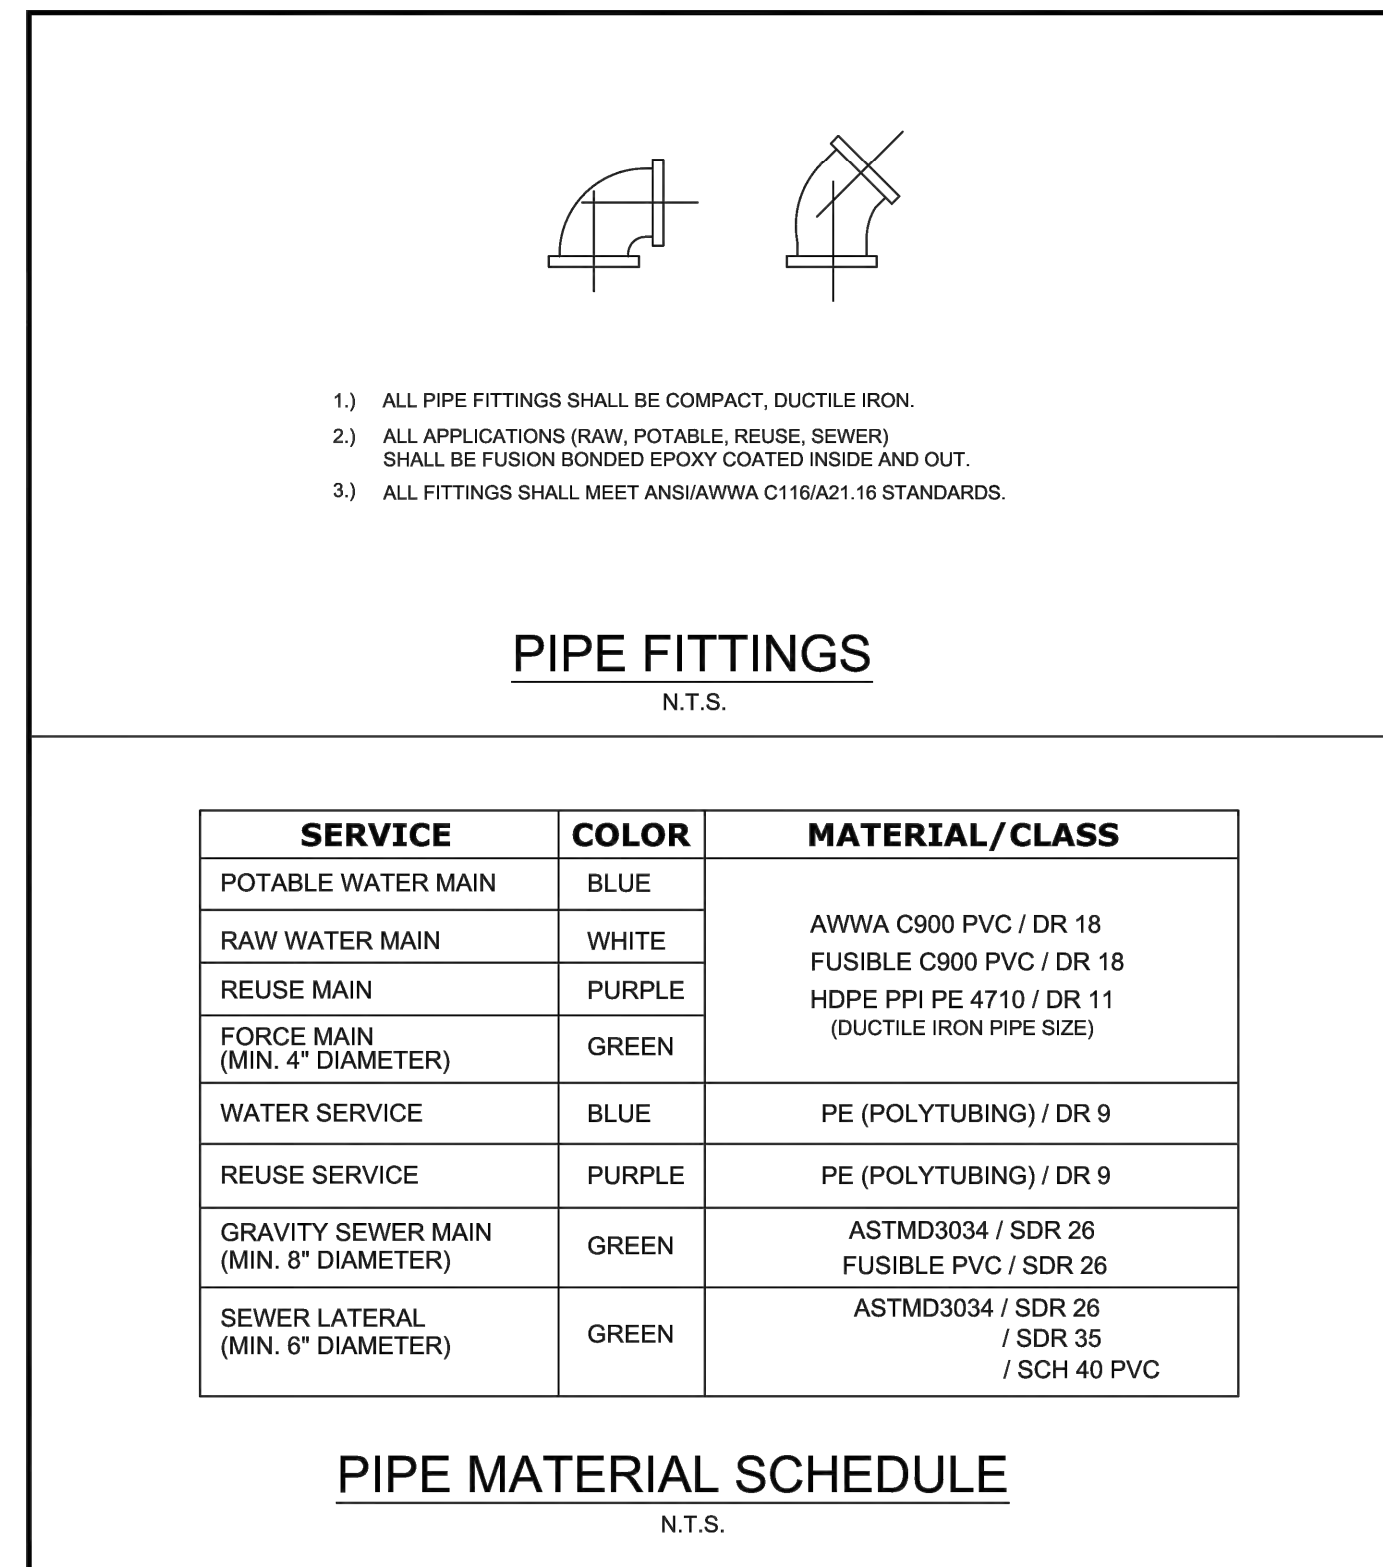 1.) ALL PIPE FITTINGS SHALL BE COMPACT, DUCTILE IRON.
2.) ALL APPLICATIONS (RAW, POTABLE, REUSE, SEWER)
SHALL BE FUSION BONDED EPOXY COATED INSIDE AND OUT.
3.) ALL FITTINGS SHALL MEET ANSI/AWWA C116/A21.16 STANDARDS.
PIPE FITTINGS
N.T.S.
SERVICE COLOR MATERIAL/CLASS
POTABLE WATER MAIN BLUE
RAW WATER MAIN WHITE
REUSE MAIN PURPLE
FORCE MAIN
(MIN. 4" DIAMETER) GREEN
AWWA C900 PVC / DR 18
FUSIBLE C900 PVC / DR 18
HDPE PPI PE 4710 / DR 11
(DUCTILE IRON PIPE SIZE)
WATER SERVICE BLUE PE (POLYTUBING) / DR 9
REUSE SERVICE PURPLE PE (POLYTUBING) / DR 9
GRAVITY SEWER MAIN
(MIN. 8" DIAMETER) GREEN
ASTMD3034 / SDR 26
FUSIBLE PVC / SDR 26
SEWER LATERAL
(MIN. 6" DIAMETER) GREEN
ASTMD3034 / SDR 26
/ SDR 35
/ SCH 40 PVC
PIPE MATERIAL SCHEDULE
N.T.S.